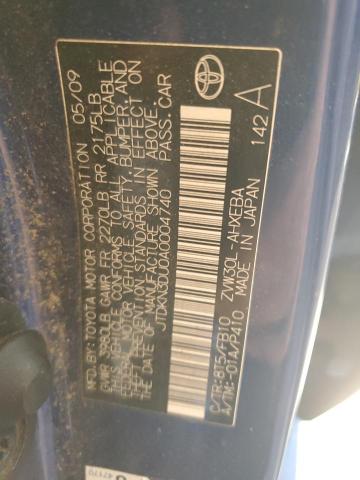 MFD. BY: TOYOTA MOTOR CORPORATION 05/09
GVWR 3980LB GAWR FR 2270LB RR 2175LB
THIS VEHICLE CONFORMS TO ALL APPLICABLE
FEDERAL MOTOR VEHICLE SAFETY, BUMPER, AND
THEFT PREVENTION STANDARDS IN EFFECT ON
THE DATE OF MANUFACTURE SHOWN ABOVE.
JTDKN3DU0A0004740 PASS.CAR
C/TR:8T5/FB10 ZVW30L-AHXEBA
A/TM:-01A/P410 MADE IN JAPAN 142 A
47170